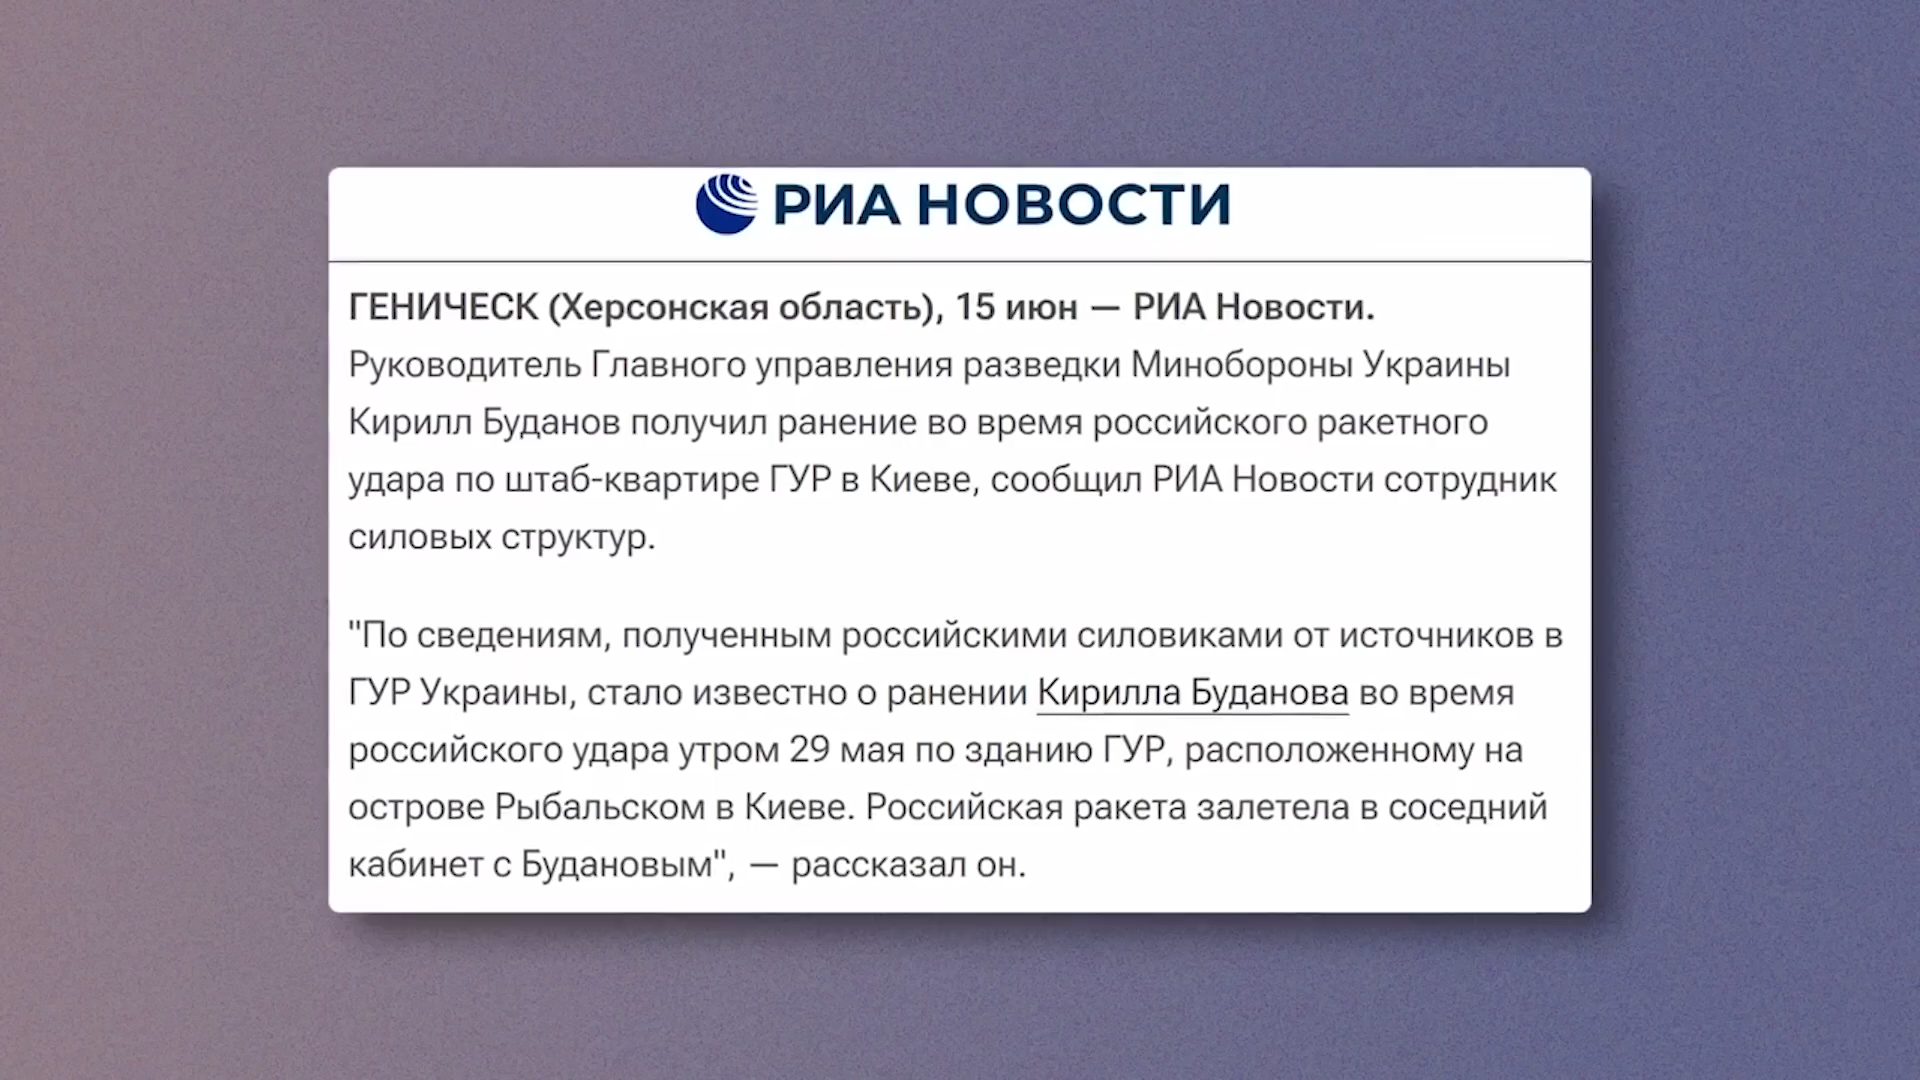 РИА НОВОСТИ
ГЕНИЧЕСК (Херсонская область), 15 июн — РИА Новости.
Руководитель Главного управления разведки Минобороны Украины
Кирилл Буданов получил ранение во время российского ракетного
удара по штаб-квартире ГУР в Киеве, сообщил РИА Новости сотрудник
силовых структур.
"По сведениям, полученным российскими силовиками от источников в
ГУР Украины, стало известно о ранении Кирилла Буданова во время
российского удара утром 29 мая по зданию ГУР, расположенному на
острове Рыбальском в Киеве. Российская ракета залетела в соседний
кабинет с Будановым", — рассказал он.